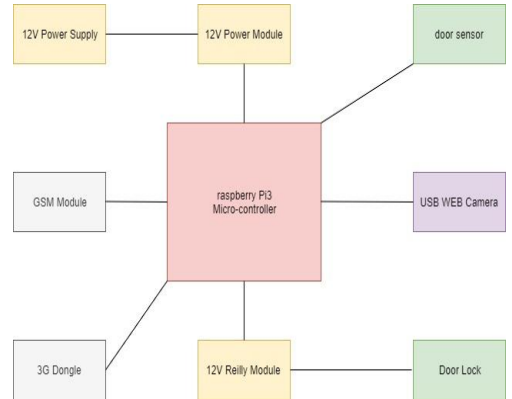 12V Power Supply
12V Power Module
door sensor
GSM Module
raspberry Pi3
Micro-controller
USB WEB Camera
3G Dongle
12V Reilly Module
Door Lock